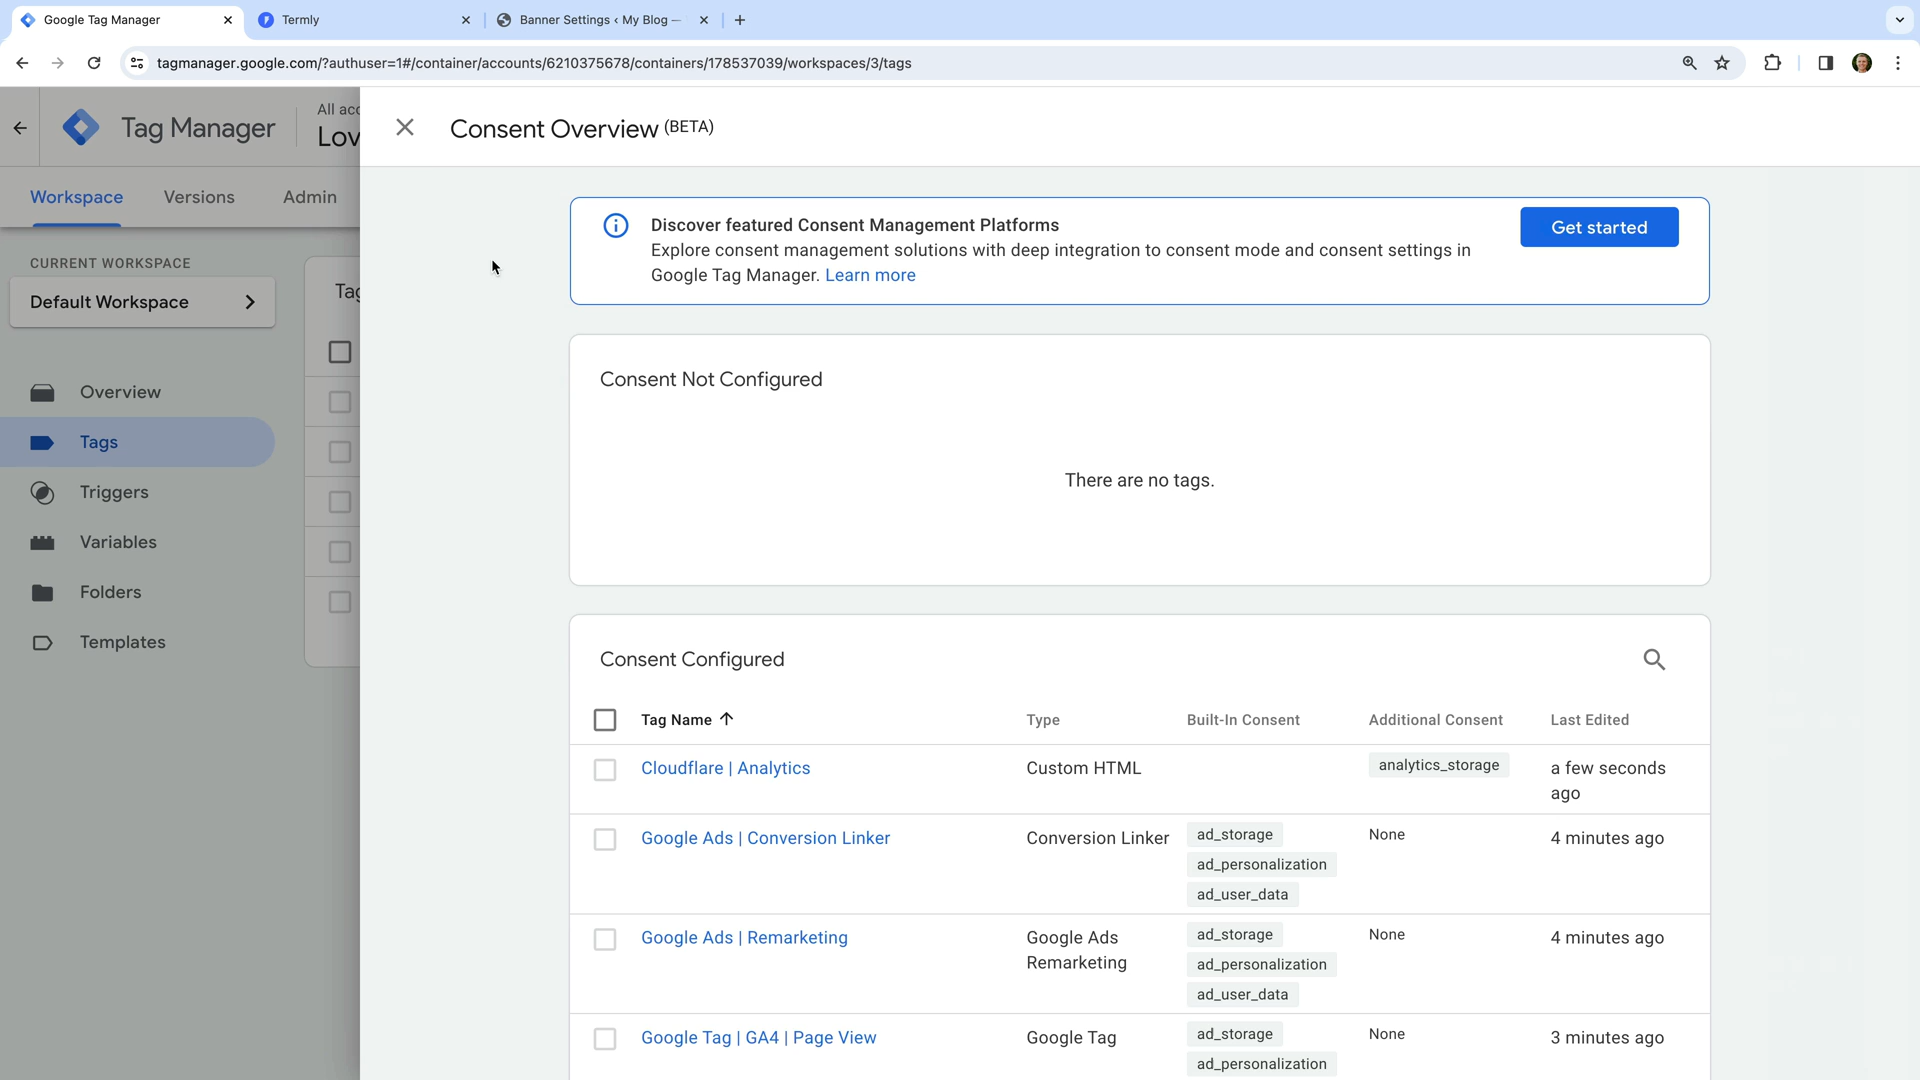 Google Tag Manager
Termly
Banner Settings ‹ My Blog —
tagmanager.google.com/?authuser=1#/container/accounts/6210375678/containers/178537039/workspaces/3/tags
Tag Manager
All acc
Lov
Workspace
Versions
Admin
CURRENT WORKSPACE
Default Workspace
Overview
Tags
Triggers
Variables
Folders
Templates
Tag
Consent Overview (BETA)
Discover featured Consent Management Platforms
Explore consent management solutions with deep integration to consent mode and consent settings in
Google Tag Manager. Learn more
Get started
Consent Not Configured
There are no tags.
Consent Configured
Tag Name Type Built-In Consent Additional Consent Last Edited
Cloudflare | Analytics Custom HTML analytics_storage a few seconds
ago
Google Ads | Conversion Linker Conversion Linker ad_storage None 4 minutes ago
ad_personalization
ad_user_data
Google Ads | Remarketing Google Ads ad_storage None 4 minutes ago
Remarketing ad_personalization
ad_user_data
Google Tag | GA4 | Page View Google Tag ad_storage None 3 minutes ago
ad_personalization